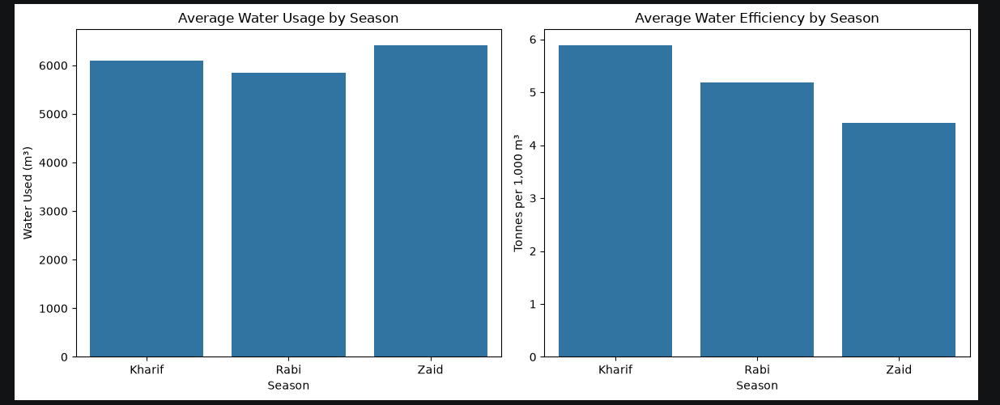 Average Water Usage by Season
Water Used (m³)
6000
5000
4000
3000
2000
1000
0
Kharif Rabi Zaid
Season
Average Water Efficiency by Season
Tonnes per 1,000 m³
6
5
4
3
2
1
0
Kharif Rabi Zaid
Season